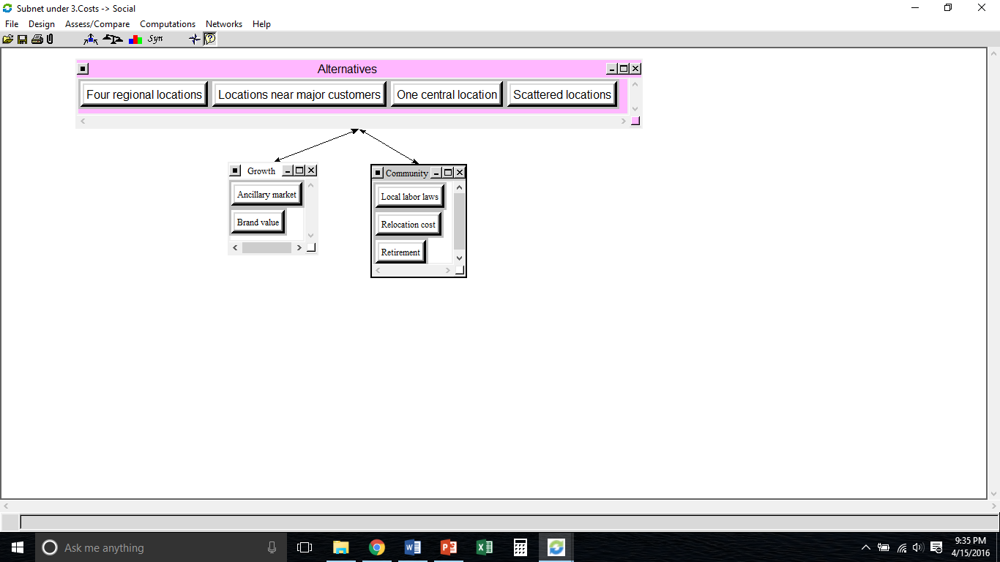 Subnet under 3.Costs -> Social
File Design Assess/Compare Computations Networks Help
Syn
Alternatives
Four regional locations Locations near major customers One central location Scattered locations
Growth
Ancillary market
Brand value
Community
Local labor laws
Relocation cost
Retirement
Ask me anything
9:35 PM
4/15/2016